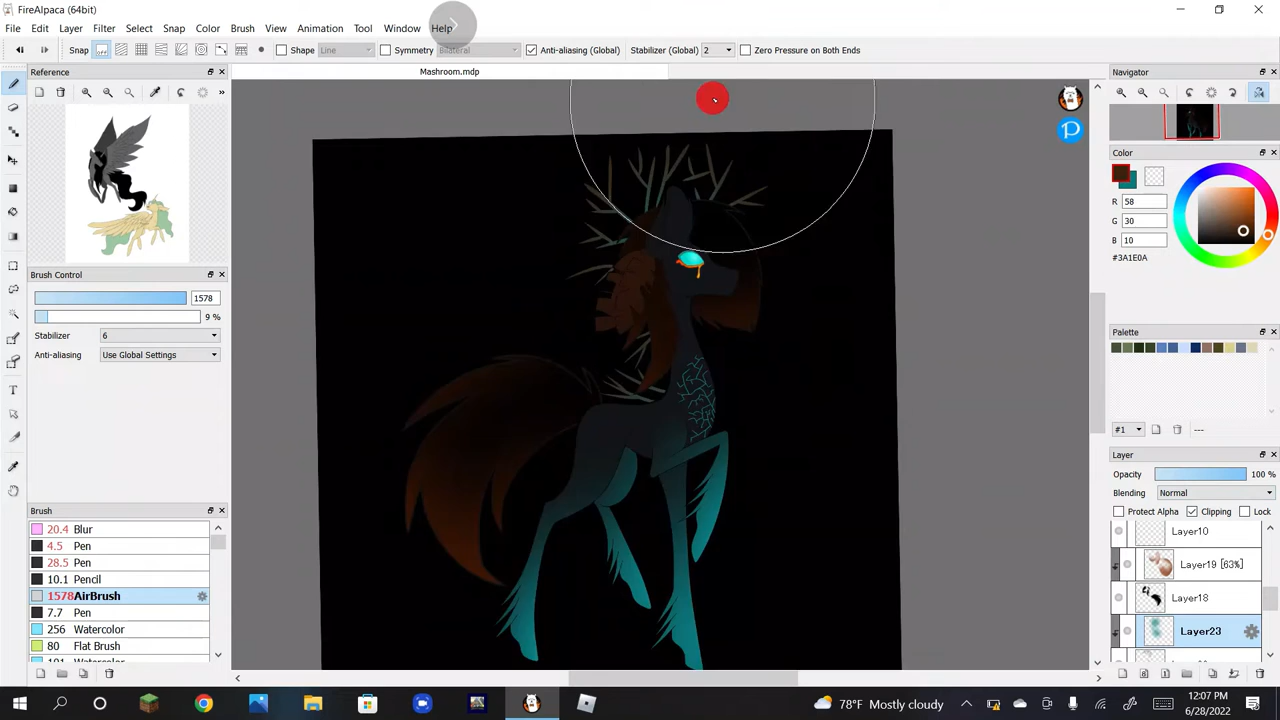 FireAlpaca (64bit)
File Edit Layer Filter Select Snap Color Brush View Animation Tool Window Help
Snap Shape Line Symmetry Bilateral Anti-aliasing (Global) Stabilizer (Global) 2 Zero Pressure on Both Ends
Reference
»
Mashroom.mdp
Navigator
Color
R 58
G 30
B 10
#3A1E0A
Brush Control
1578
9 %
Stabilizer 6
Anti-aliasing Use Global Settings
Palette
#1 ---
Layer
Opacity 100 %
Blending Normal
Protect Alpha Clipping Lock
Layer10
Layer19 [63%]
Layer18
Layer23
Brush
20.4 Blur
4.5 Pen
28.5 Pen
10.1 Pencil
1578 AirBrush
7.7 Pen
256 Watercolor
80 Flat Brush
Watercolor
78°F Mostly cloudy
12:07 PM
6/28/2022